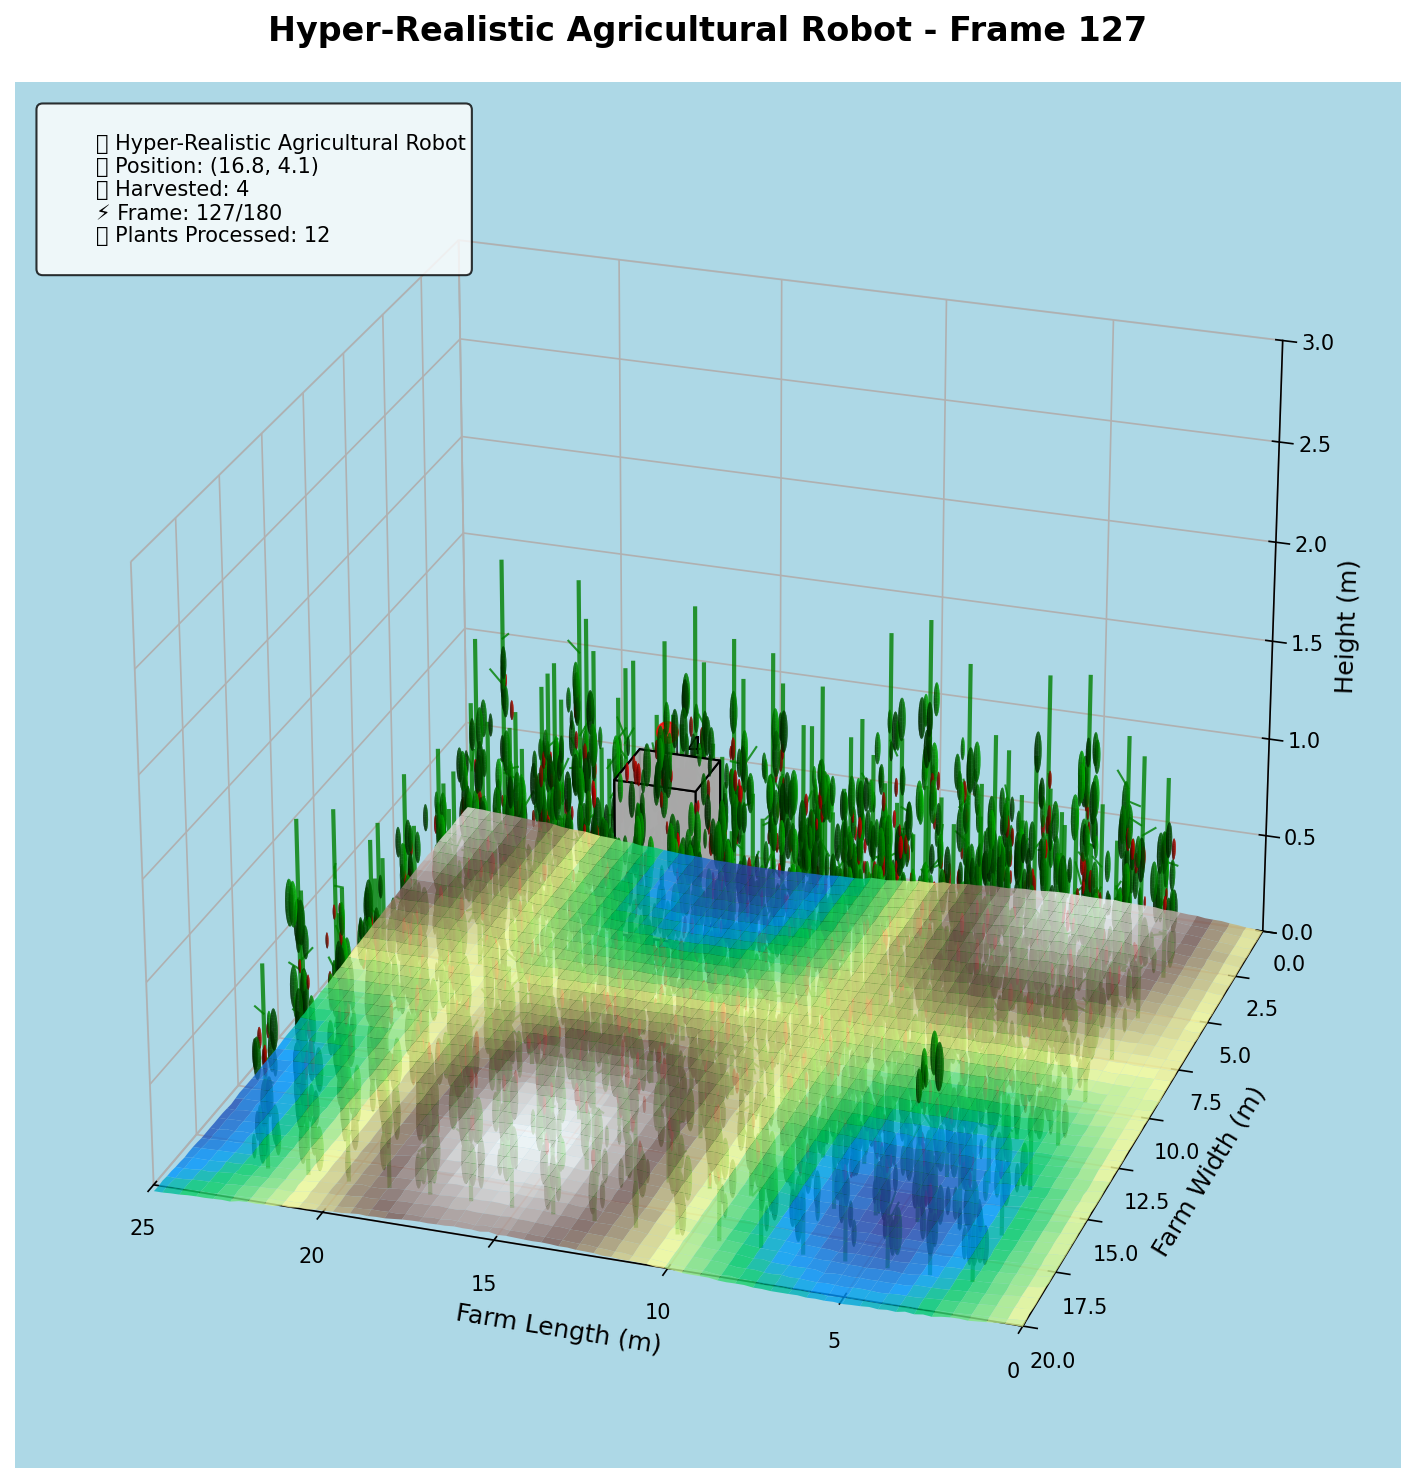 Hyper-Realistic Agricultural Robot - Frame 127
Hyper-Realistic Agricultural Robot
Position: (16.8, 4.1)
Harvested: 4
⚡ Frame: 127/180
Plants Processed: 12
3.0
2.5
2.0
1.5
1.0
0.5
0.0
Height (m)
4
0.0
2.5
5.0
7.5
10.0
12.5
15.0
17.5
20.0
Farm Width (m)
25
20
15
10
5
0
Farm Length (m)